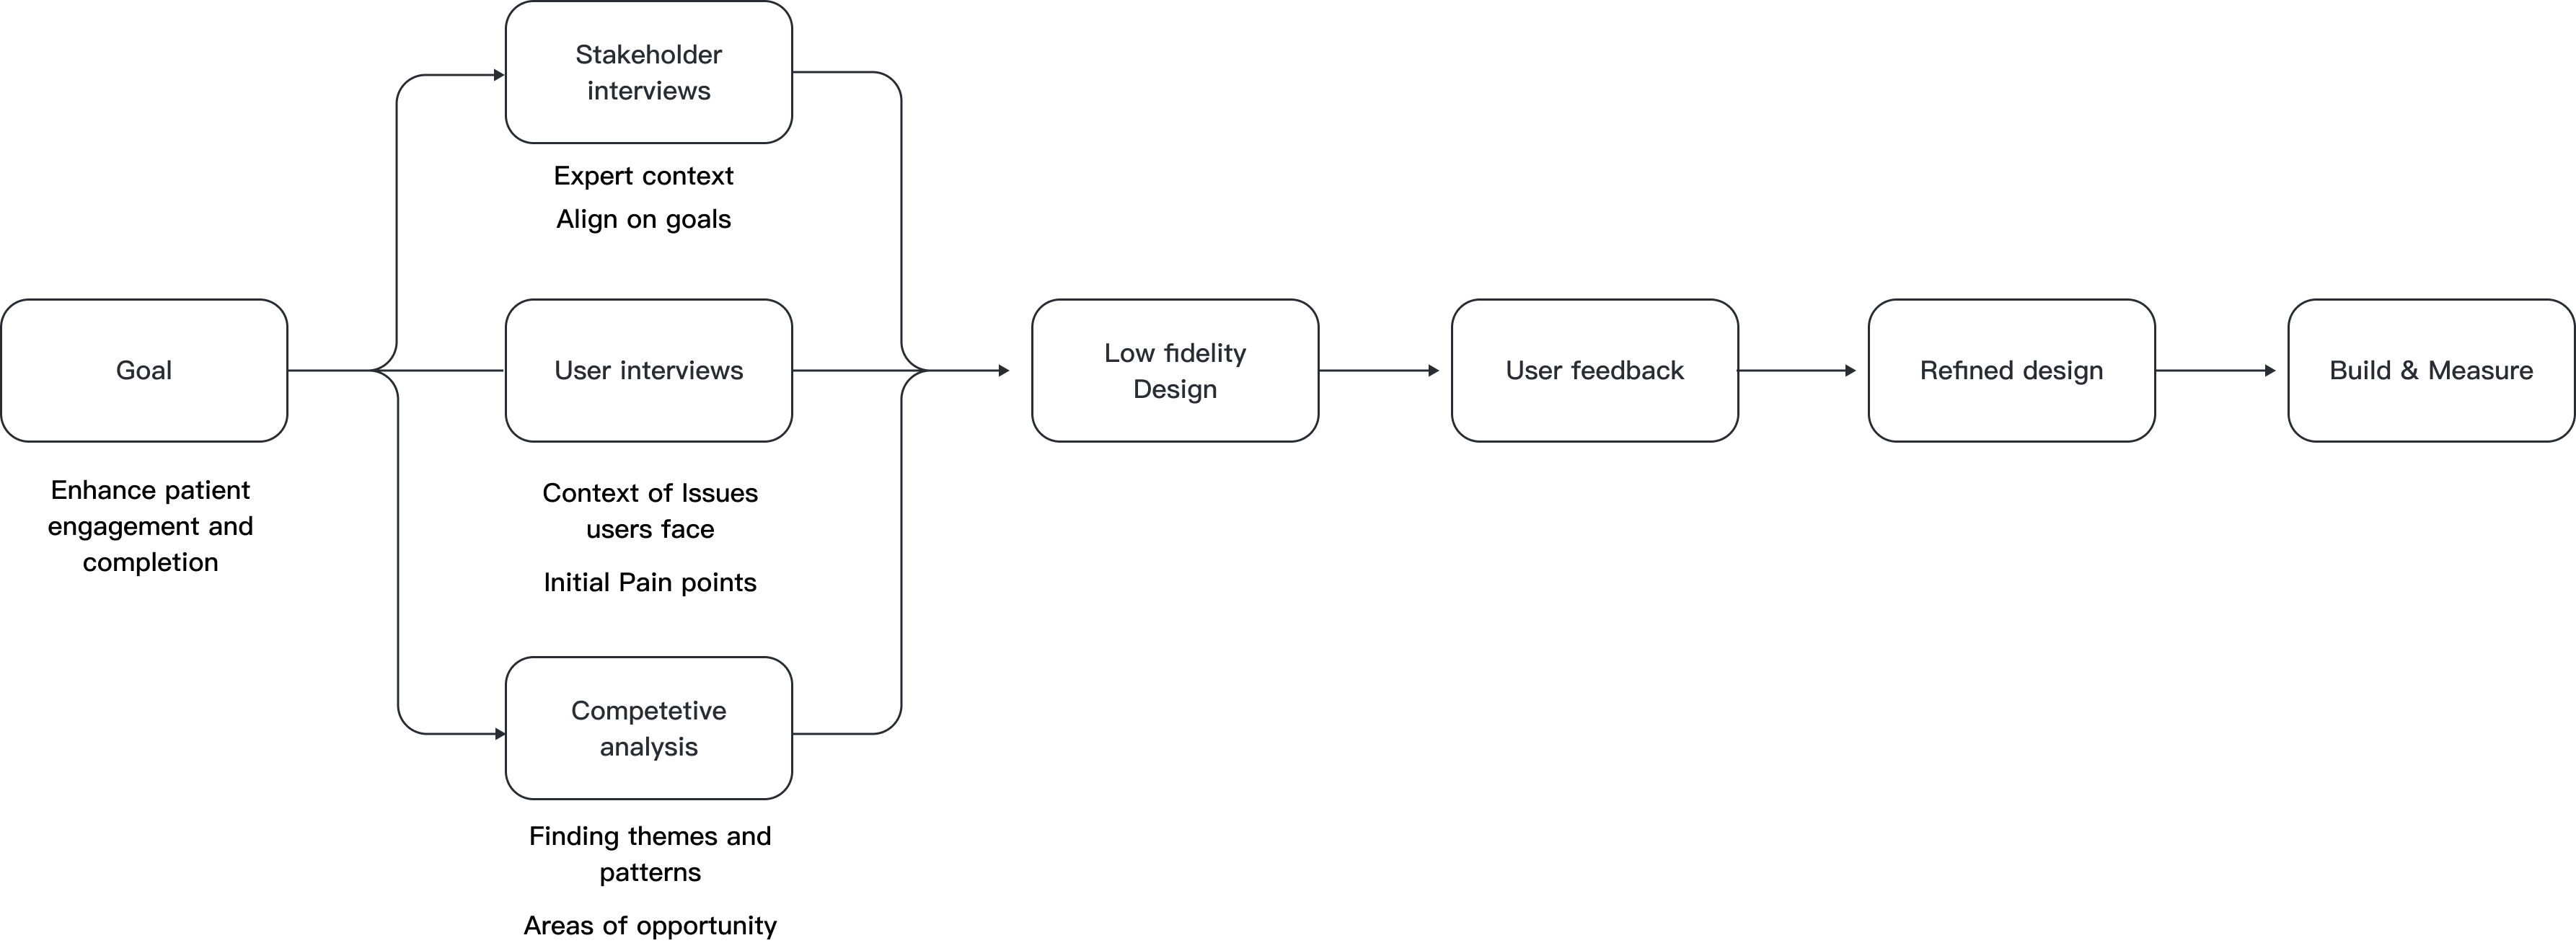 Stakeholder
interviews
Expert context
Align on goals
Goal
Enhance patient
engagement and
completion
User interviews
Context of Issues
users face
Initial Pain points
Competetive
analysis
Finding themes and
patterns
Areas of opportunity
Low fidelity
Design
User feedback
Refined design
Build & Measure